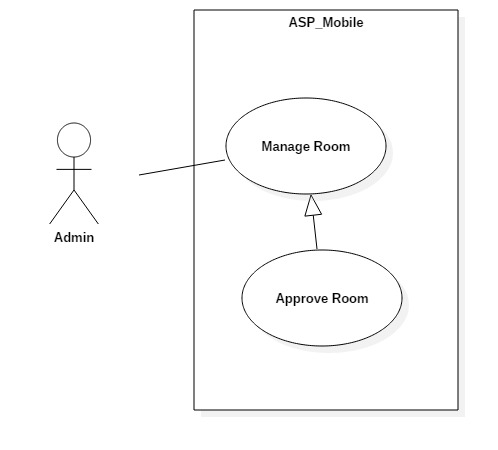 ASP_Mobile
Manage Room
Admin
Approve Room